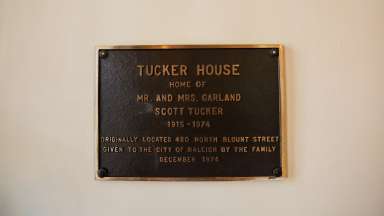 TUCKER HOUSE
HOME OF
MR. AND MRS. GARLAND
SCOTT TUCKER
1915-1974
ORIGINALLY LOCATED 420 NORTH BLOUNT STREET
GIVEN TO THE CITY OF RALEIGH BY THE FAMILY
DECEMBER 1974